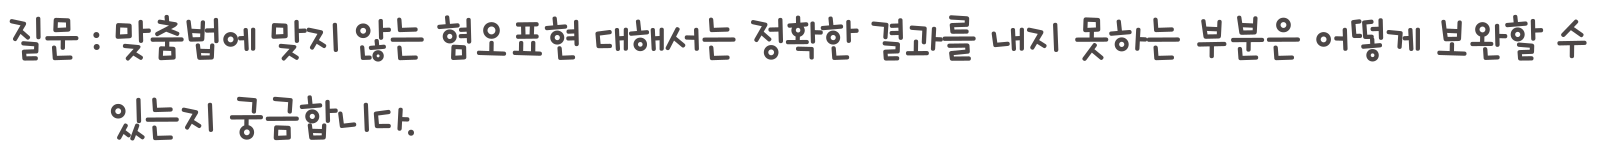 질문 : 맞춤법에 맞지 않는 혐오표현 대해서는 정확한 결과를 내지 못하는 부분은 어떻게 보완할 수
있는지 궁금합니다.